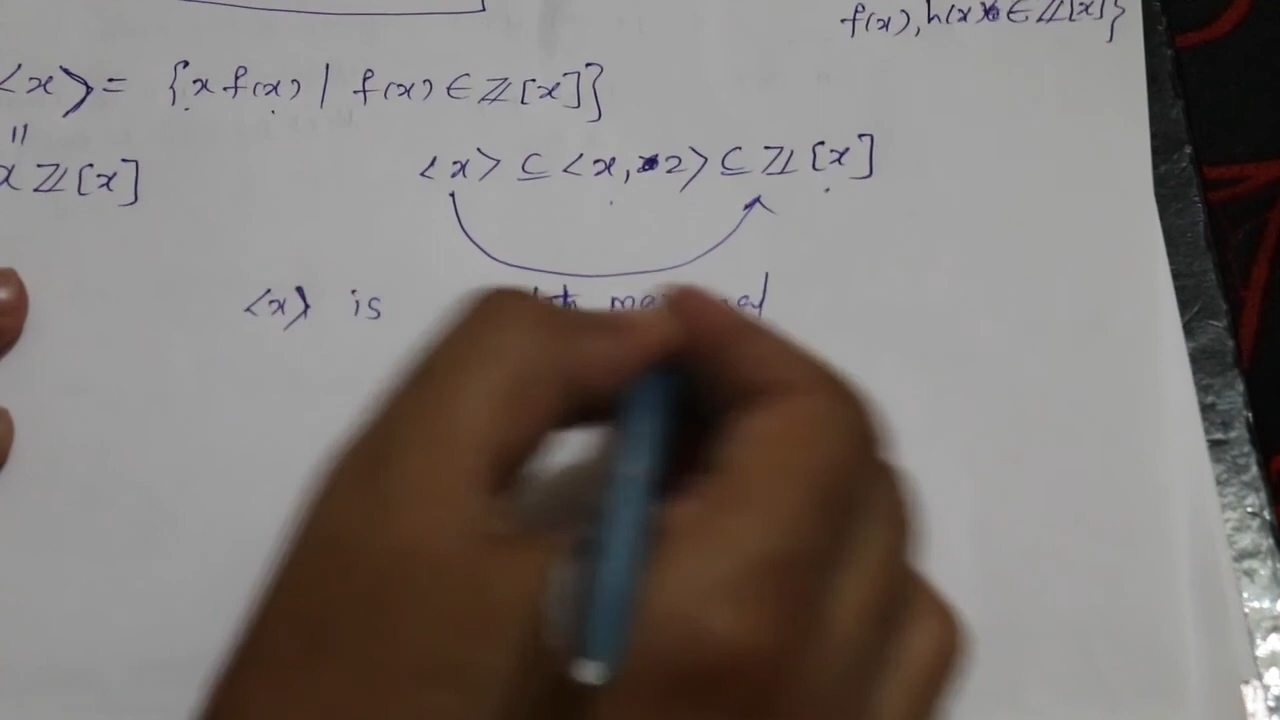 f(x), h(x) ∈ ℤ[x]}
<x> = {x f(x) | f(x) ∈ ℤ[x]}
||
x ℤ[x]
<x> ⊆ <x, 2> ⊆ ℤ[x]
<x> is